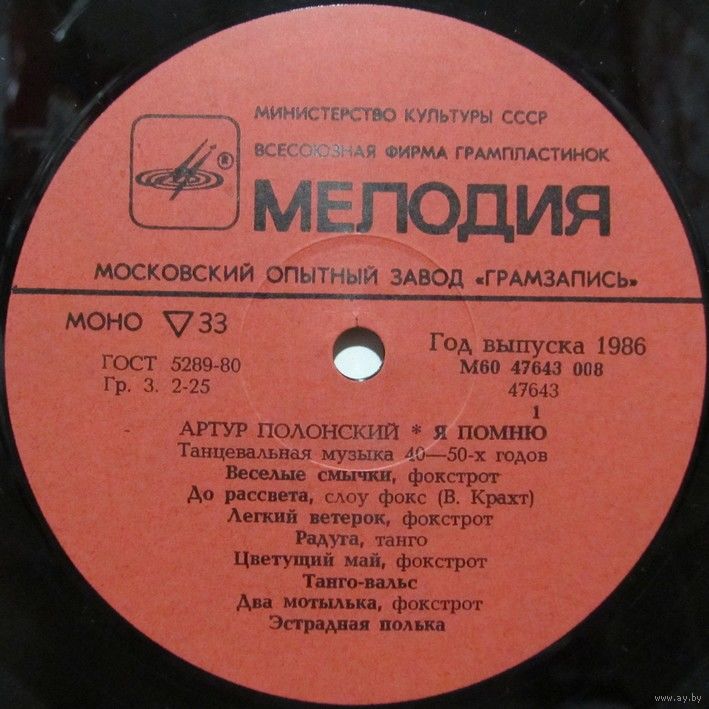 МИНИСТЕРСТВО КУЛЬТУРЫ СССР
ВСЕСОЮЗНАЯ ФИРМА ГРАМПЛАСТИНОК
®
МЕЛОДИЯ
МОСКОВСКИЙ ОПЫТНЫЙ ЗАВОД «ГРАМЗАПИСЬ»
МОНО ▽ 33
Год выпуска 1986
ГОСТ 5289-80
М60 47643 008
Гр. 3. 2-25
47643
1
АРТУР ПОЛОНСКИЙ * Я ПОМНЮ
Танцевальная музыка 40—50-х годов
Веселые смычки, фокстрот
До рассвета, слоу фокс (В. Крахт)
Легкий ветерок, фокстрот
Радуга, танго
Цветущий май, фокстрот
Танго-вальс
Два мотылька, фокстрот
Эстрадная полька
www.ay.by